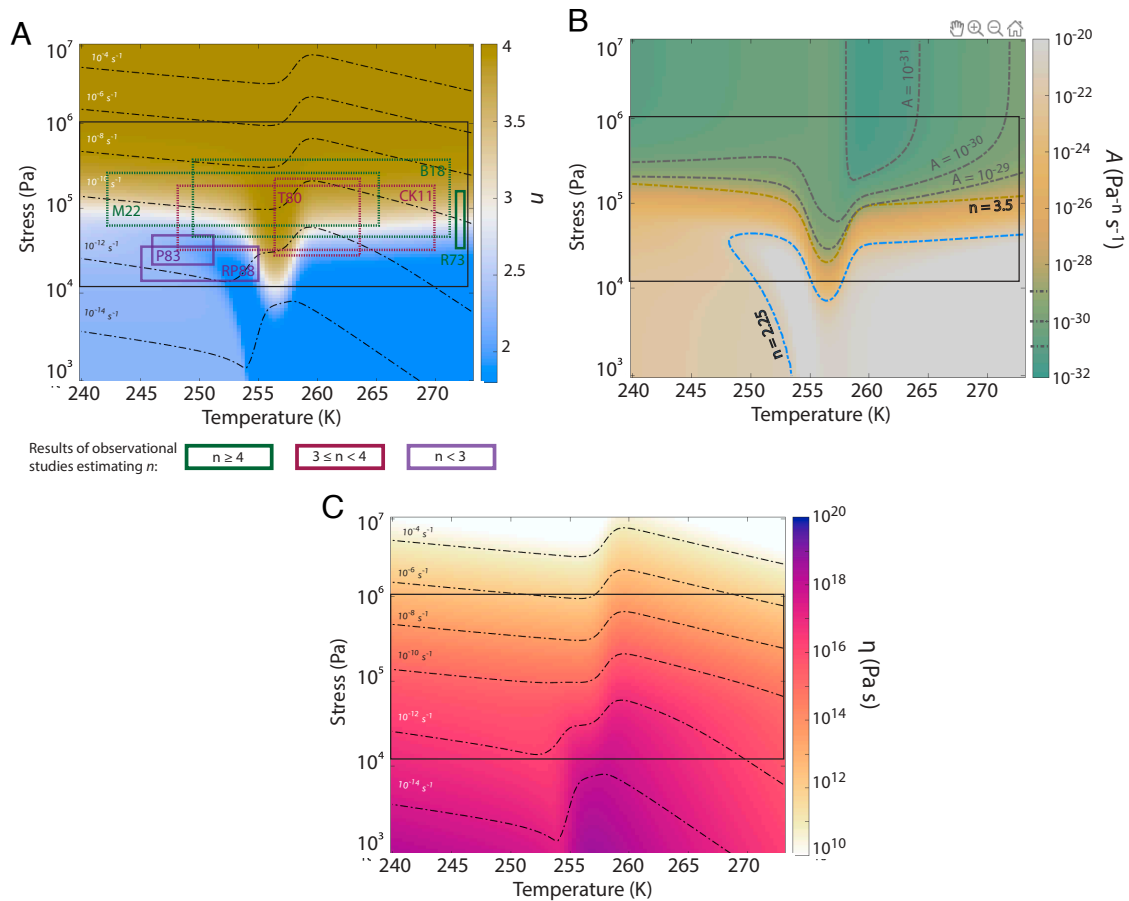 A
10⁷
10⁶
10⁵
10⁴
10³
Stress (Pa)
10⁻⁴ s⁻¹
10⁻⁶ s⁻¹
10⁻⁸ s⁻¹
10⁻¹² s⁻¹
10⁻¹⁴ s⁻¹
B18
T80
CK11
M22
R73
P83
RP88
240 245 250 255 260 265 270
Temperature (K)
4
3.5
3
2.5
2
n
Results of observational
studies estimating n:
n ≥ 4
3 ≤ n < 4
n < 3
B
10⁷
10⁶
10⁵
10⁴
10³
Stress (Pa)
A = 10⁻³¹
A = 10⁻³⁰
A = 10⁻²⁹
n = 3.5
n = 2.25
240 245 250 255 260 265 270
Temperature (K)
10⁻²⁰
10⁻²²
10⁻²⁴
10⁻²⁶
10⁻²⁸
10⁻³⁰
10⁻³²
A (Pa⁻ⁿ s⁻¹)
C
10⁷
10⁶
10⁵
10⁴
10³
Stress (Pa)
10⁻⁴ s⁻¹
10⁻⁶ s⁻¹
10⁻⁸ s⁻¹
10⁻¹⁰ s⁻¹
10⁻¹² s⁻¹
10⁻¹⁴ s⁻¹
240 245 250 255 260 265 270
Temperature (K)
10²⁰
10¹⁸
10¹⁶
10¹⁴
10¹²
10¹⁰
η (Pa s)